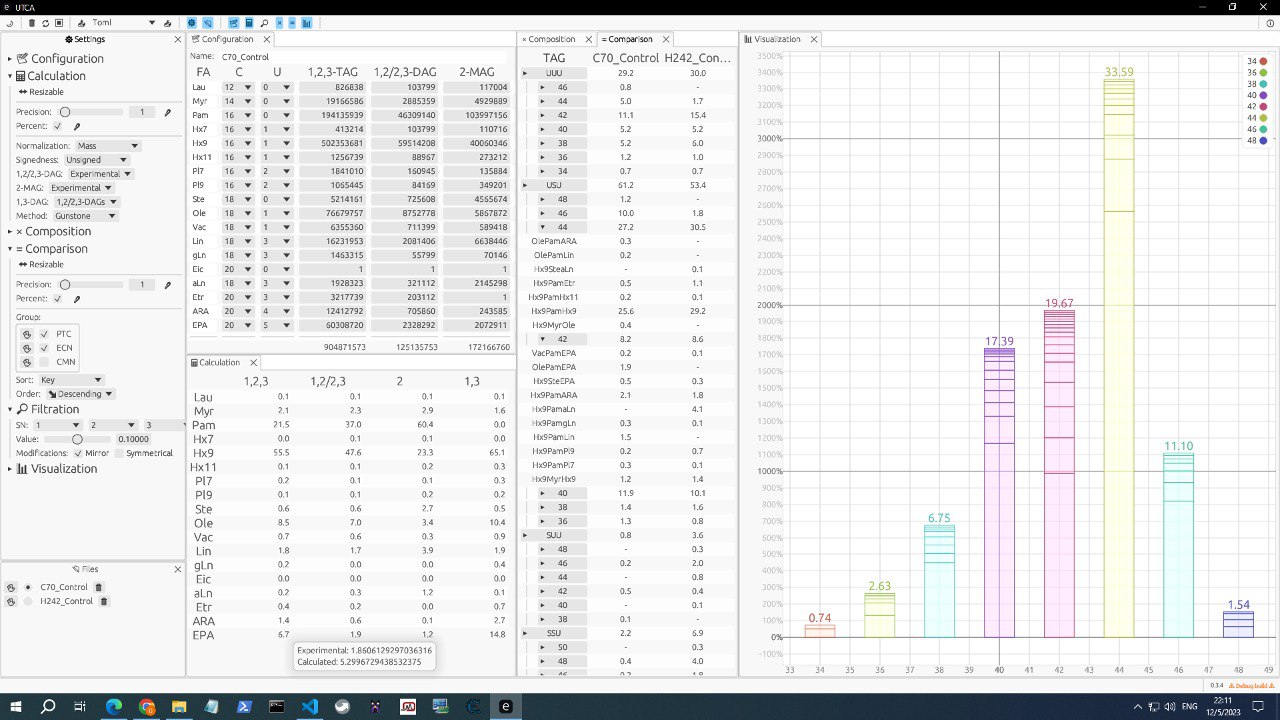 UTCA
Toml
Settings
Configuration
Calculation
Resizable
Precision: 1
Percent:
Normalization: Mass
Signedness: Unsigned
1,2/2,3-DAG: Experimental
2-MAG: Experimental
1,3-DAG: 1,2/2,3-DAGs
Method: Gunstone
Composition
= Comparison
Resizable
Precision: 1
Percent:
Group:
PTC
ECN
CMN
Sort: Key
Order: Descending
Filtration
SN: 1 2 3
Value: 0.10000
Modifications: Mirror Symmetrical
Visualization
Files
C70_Control
H242_Control
Configuration
Name: C70_Control
FA C U 1,2,3-TAG 1,2/2,3-DAG 2-MAG
Lau 12 0 626838 117004
Myr 14 0 19166586 2885359 4929889
Pam 16 0 194135939 103997156
Hx7 16 1 413214 103799 110716
Hx9 16 1 502353681 40060346
Hx11 16 1 1256739 88967 273212
Pl7 16 2 1841010 160945 135884
Pl9 16 2 1065445 84169 349201
Ste 18 0 5214161 725608 4565674
Ole 18 1 76679757 8752778 5867872
Vac 18 1 6355360 711399 589418
Lin 18 3 16231953 2081406 6638446
gLn 18 3 1463315 55799 70146
Eic 20 0 1 1 1
aLn 18 3 1928323 321112 2145298
Etr 20 3 3217739 203112 1
ARA 20 12412736 705860 243585
EPA 20 2328292 2072911
904871573 125135753 172166760
Calculation
1,2,3 1,2/2,3 2 1,3
Lau 0.1 0.1 0.1 0.1
Myr 2.1 2.3 2.9 1.6
Pam 21.5 27.0 60.4 0.0
Hx7 0.0 0.1 0.1 0.1
Hx9 55.5 47.6 23.3 65.1
Hx11 0.1 0.1 0.2 0.3
Pl7 0.2 0.1 0.1 0.3
Pl9 0.1 0.1 0.2 0.2
Ste 0.6 0.6 2.7 0.5
Ole 8.5 7.0 3.4 10.4
Vac 0.7 0.6 0.3 0.9
Lin 1.8 1.7 3.9 1.9
gLn 0.2 0.0 0.0 0.4
Eic 0.0 0.0 0.0 0.0
aLn 0.2 0.3 1.2 0.1
Etr 0.4 0.2 0.0 0.7
ARA 1.4 0.6 0.1 2.7
EPA 6.7 1.9 1.2 14.8
Experimental: 1.8606129297036316
Calculated: 5.2996729438532375
Composition
= Comparison
TAG C70_Control H242_Con...
UUU 29.2 30.0
46 0.8 -
44 5.0 1.7
42 11.1 15.4
40 5.2 5.2
38 5.2 6.0
36 1.2 1.0
34 0.7 0.7
USU 61.2 53.4
48 1.2 -
46 10.0 1.8
44 27.2 30.5
OlePamARA 0.3 -
OlePamLin 0.2 -
Hx9SteaLn - 0.1
Hx9PamEtr 0.5 1.1
Hx9PamHx11 0.2 0.1
Hx9PamHx9 25.6 29.2
Hx9MyrOle 0.4 -
42 8.2 8.6
VacPamEPA 0.2 0.1
OlePamEPA 1.9 -
Hx9SteEPA 0.5 0.3
Hx9PamARA 2.1 1.8
Hx9PamaLn - 4.1
Hx9PamgLn 0.3 0.1
Hx9PamLin 1.5 -
Hx9PamPl9 0.2 0.7
Hx9PamPl7 0.3 0.1
Hx9MyrHx9 1.2 1.4
40 11.9 10.1
38 1.4 1.6
36 1.3 0.8
SUU 0.8 3.6
48 - 0.3
46 0.2 2.0
44 - 0.8
42 0.5 0.4
40 - 0.1
38 0.1 -
SSU 2.2 6.9
50 - 0.3
48 0.4 4.0
46 0.2 1.8
Visualization
3500%
3400%
3300%
3200%
3100%
3000%
2900%
2800%
2700%
2600%
2500%
2400%
2300%
2200%
2100%
2000%
1900%
1800%
1700%
1600%
1500%
1400%
1300%
1200%
1100%
1000%
900%
800%
700%
600%
500%
400%
300%
200%
100%
0%
-100%
0.74
2.63
6.75
17.39
19.67
33.59
11.10
1.54
34
36
38
40
42
44
46
48
33 34 35 36 37 38 39 40 41 42 43 44 45 46 47 48 49
0.3.4 Debug build
ENG
22:11
12/5/2023